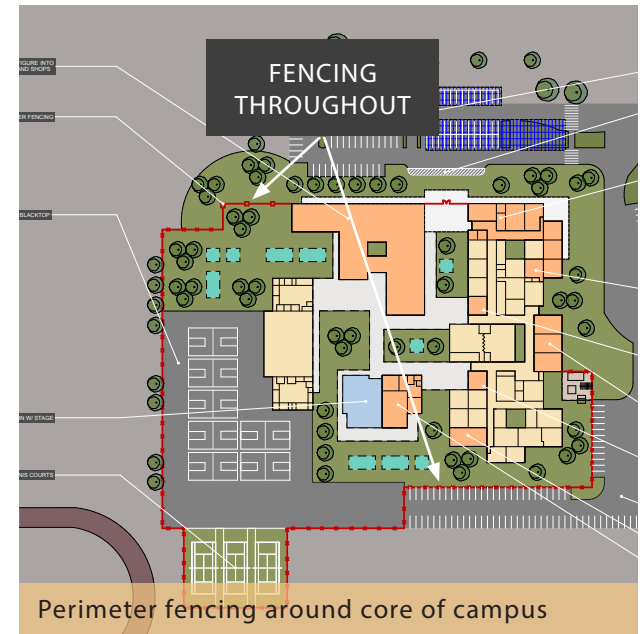 FIGURE INTO
AND SHOPS
FENCING
THROUGHOUT
ER FENCING
BLACKTOP
N W/ STAGE
NIS COURTS
Perimeter fencing around core of campus